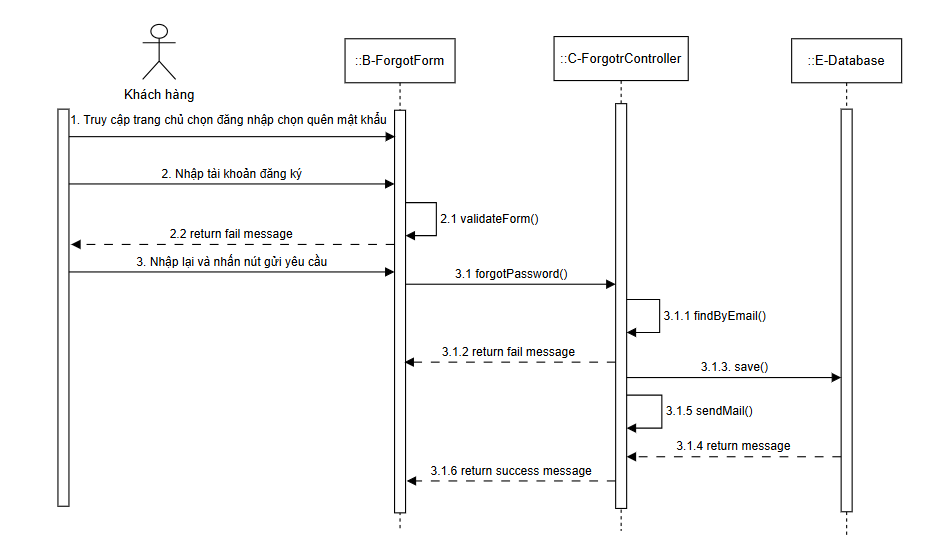 ::B-ForgotForm
::C-ForgotrController
::E-Database
Khách hàng
1. Truy cập trang chủ chọn đăng nhập chọn quên mật khẩu
2. Nhập tài khoản đăng ký
2.1 validateForm()
2.2 return fail message
3. Nhập lại và nhấn nút gửi yêu cầu
3.1 forgotPassword()
3.1.1 findByEmail()
3.1.2 return fail message
3.1.3. save()
3.1.5 sendMail()
3.1.4 return message
3.1.6 return success message